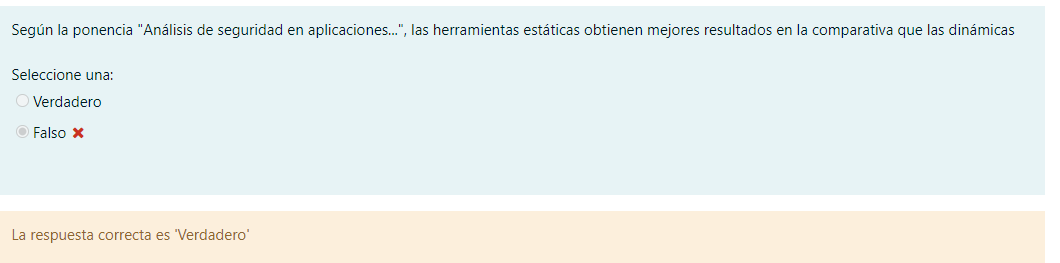 Según la ponencia "Análisis de seguridad en aplicaciones...", las herramientas estáticas obtienen mejores resultados en la comparativa que las dinámicas
Seleccione una:
Verdadero
Falso
La respuesta correcta es 'Verdadero'